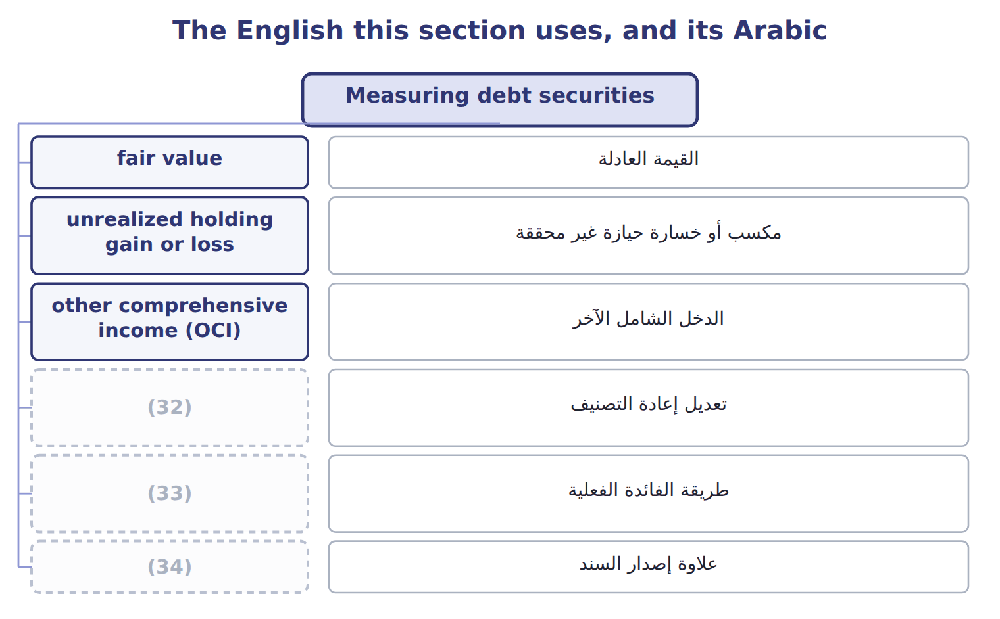 The English this section uses, and its Arabic
Measuring debt securities
fair value
القيمة العادلة
unrealized holding
gain or loss
مكسب أو خسارة حيازة غير محققة
other comprehensive
income (OCI)
الدخل الشامل الآخر
(32)
تعديل إعادة التصنيف
(33)
طريقة الفائدة الفعلية
(34)
علاوة إصدار السند